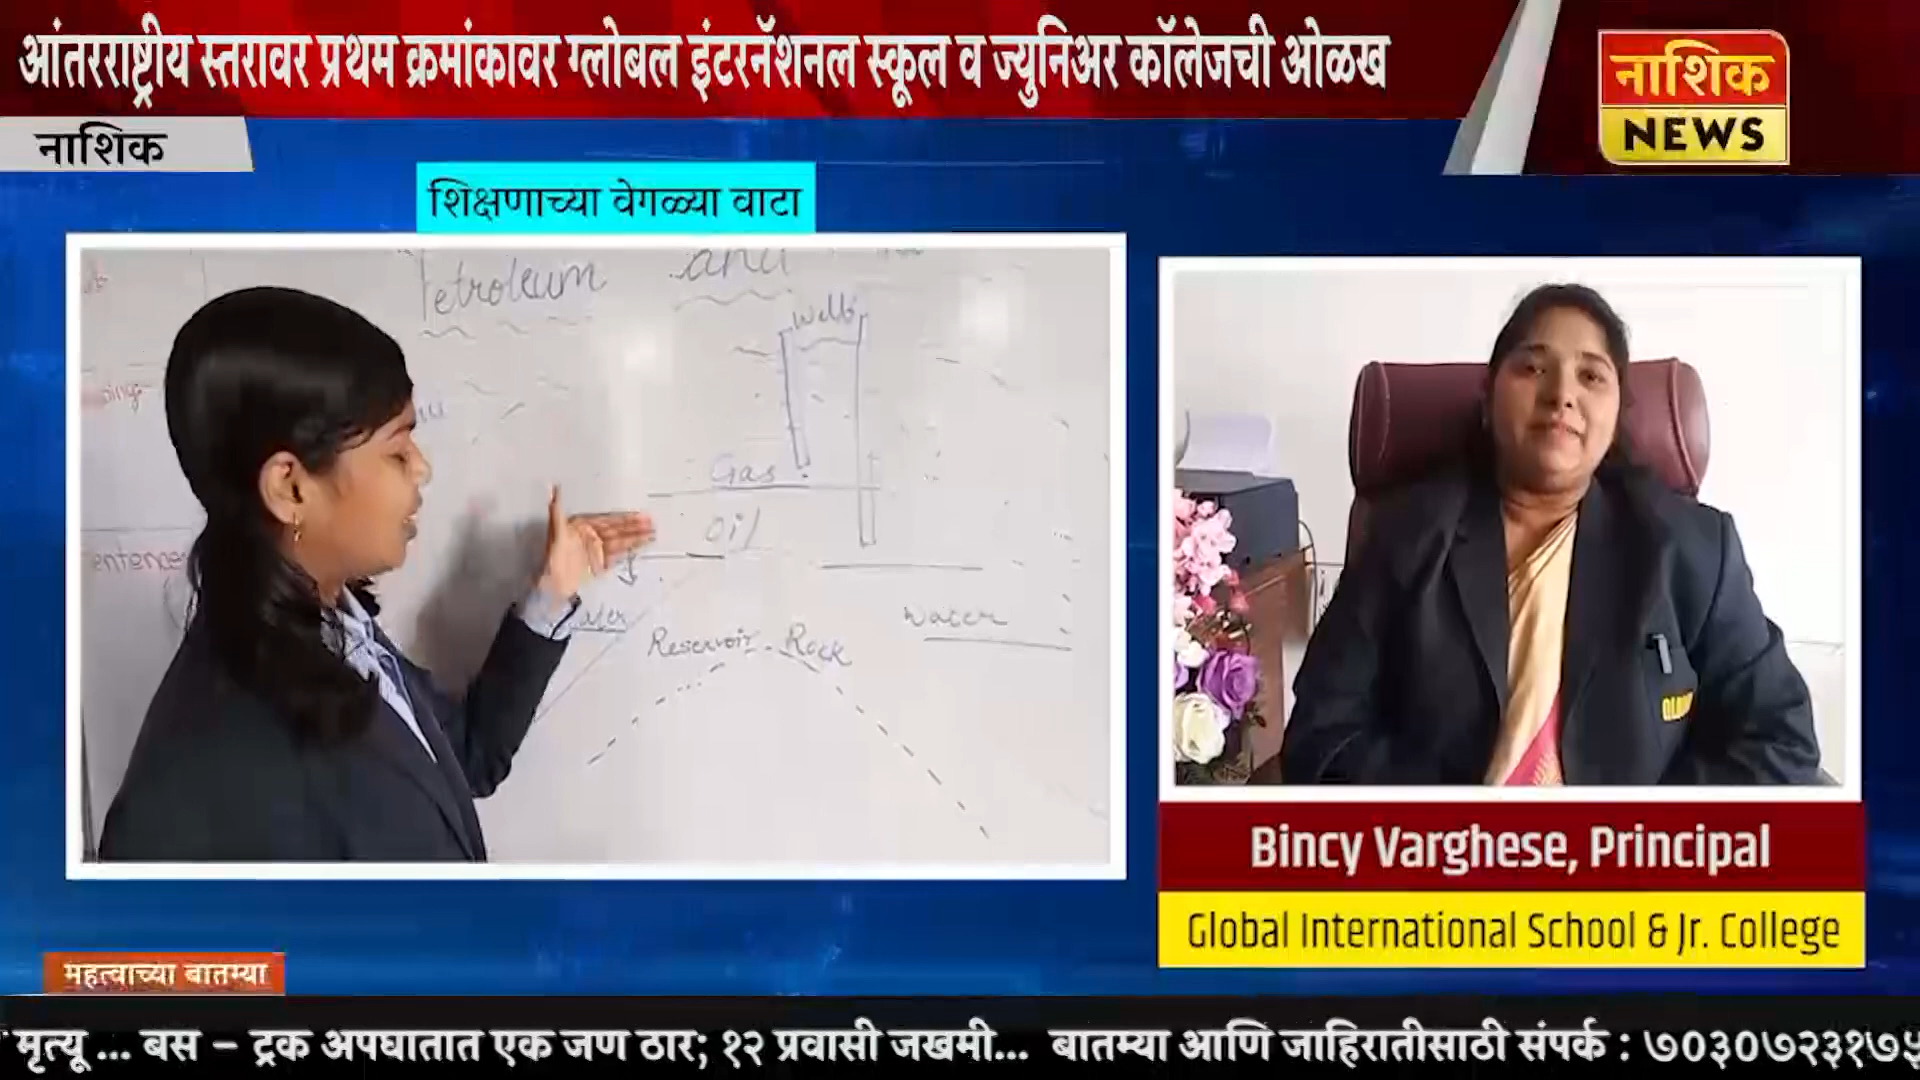 आंतरराष्ट्रीय स्तरावर प्रथम क्रमांकावर ग्लोबल इंटरनॅशनल स्कूल व ज्युनिअर कॉलेजची ओळख
नाशिक
NEWS
नाशिक
शिक्षणाच्या वेगळ्या वाटा
Petroleum and
Wells
Gas
Oil
Water
Reservoir Rock
Bincy Varghese, Principal
Global International School & Jr. College
महत्वाच्या बातम्या
मृत्यू ... बस – ट्रक अपघातात एक जण ठार; १२ प्रवासी जखमी... बातम्या आणि जाहिरातीसाठी संपर्क : ७०३०७२३१७५